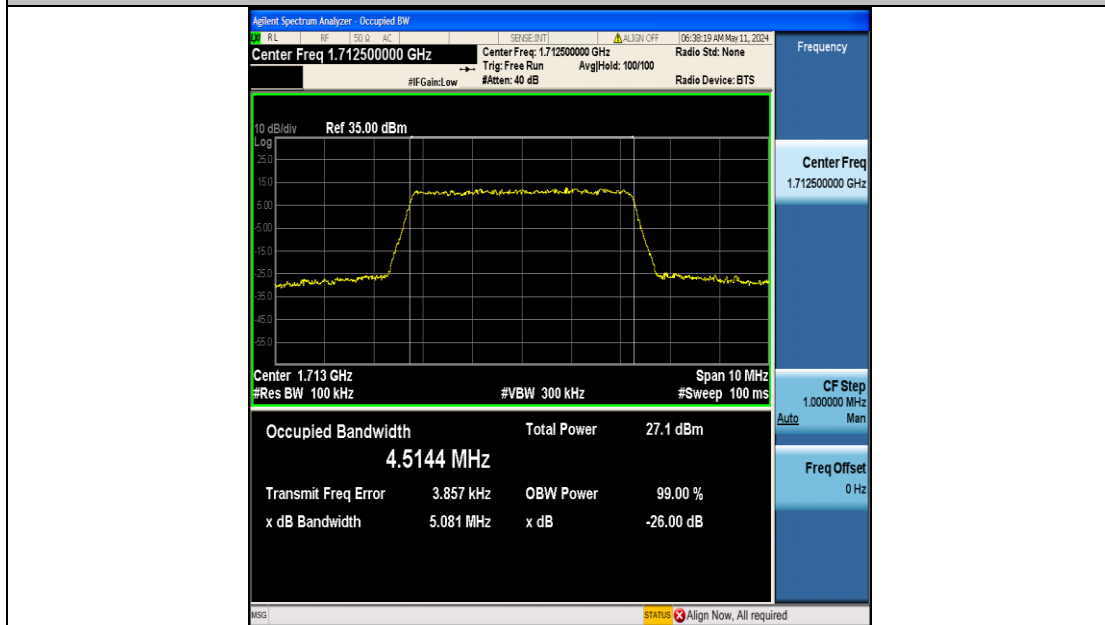 Agilent Spectrum Analyzer - Occupied BW
LXI RL RF 50 Ω AC SENSE:INT ALIGN OFF 06:38:19 AM May 11, 2024
Center Freq 1.712500000 GHz
Center Freq: 1.712500000 GHz
Radio Std: None
Trig: Free Run Avg|Hold: 100/100
#IFGain:Low #Atten: 40 dB Radio Device: BTS
Frequency
10 dB/div Ref 35.00 dBm
Log
25.0
15.0
5.00
-5.00
-15.0
-25.0
-35.0
-45.0
-55.0
Center 1.713 GHz Span 10 MHz
#Res BW 100 kHz #VBW 300 kHz #Sweep 100 ms
Occupied Bandwidth Total Power 27.1 dBm
4.5144 MHz
Transmit Freq Error 3.857 kHz OBW Power 99.00 %
x dB Bandwidth 5.081 MHz x dB -26.00 dB
Center Freq
1.712500000 GHz
CF Step
1.000000 MHz
Auto Man
Freq Offset
0 Hz
MSG STATUS Align Now, All required